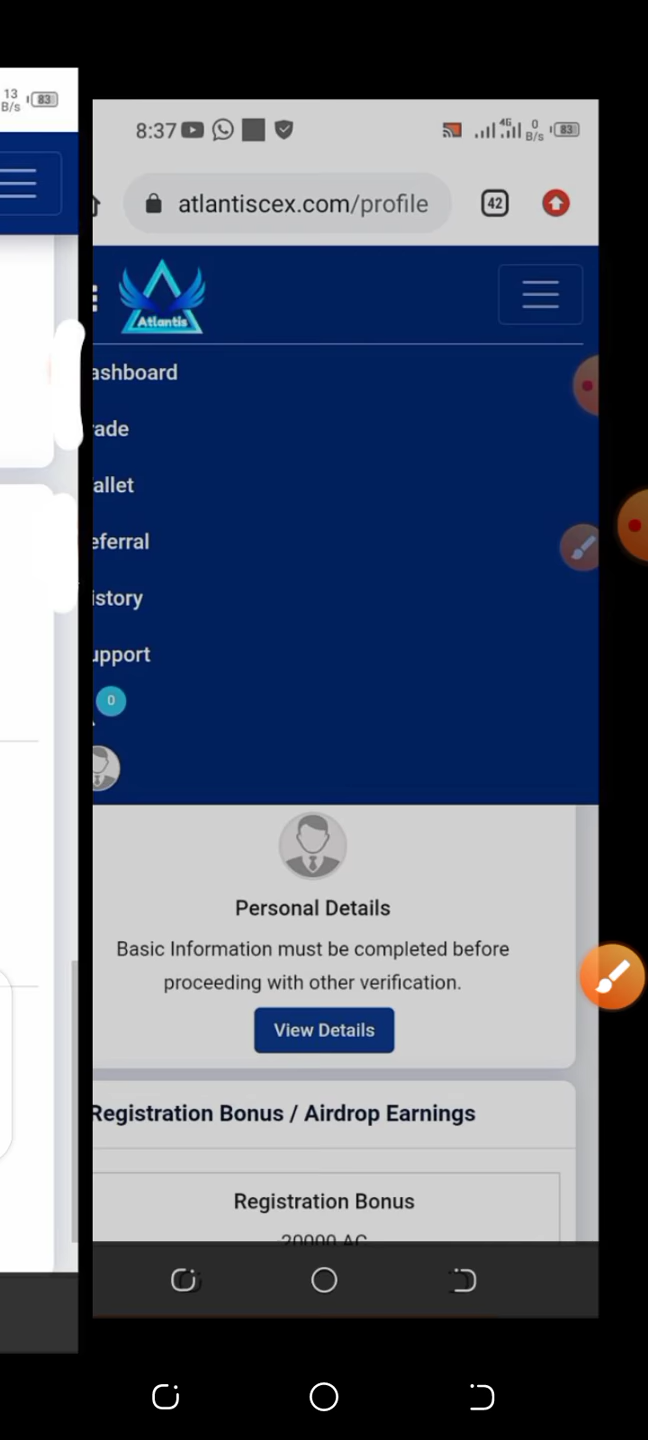 13
B/s
83
8:37
4G
0
B/s
83
atlantiscex.com/profile
42
Atlantis
ashboard
rade
allet
eferral
istory
upport
0
Personal Details
Basic Information must be completed before
proceeding with other verification.
View Details
Registration Bonus / Airdrop Earnings
Registration Bonus
20000 AC